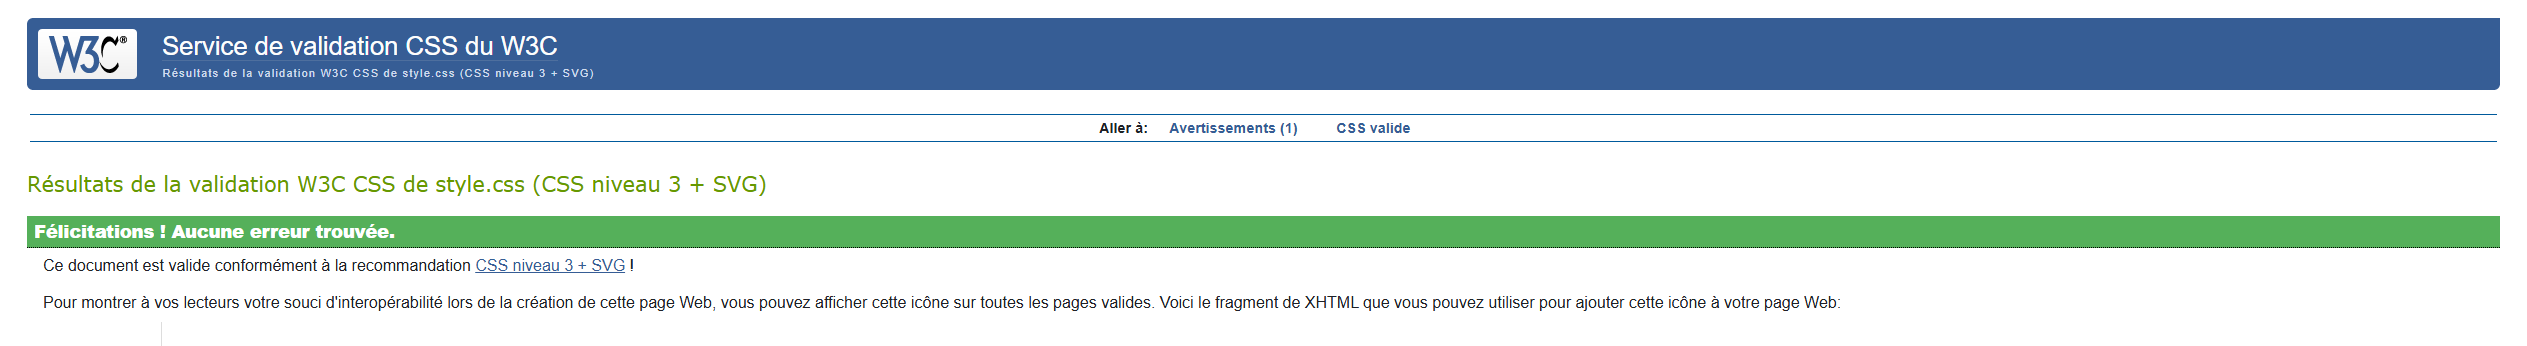 W3C®
Service de validation CSS du W3C
Résultats de la validation W3C CSS de style.css (CSS niveau 3 + SVG)
Aller à: Avertissements (1) CSS valide
Résultats de la validation W3C CSS de style.css (CSS niveau 3 + SVG)
Félicitations ! Aucune erreur trouvée.
Ce document est valide conformément à la recommandation CSS niveau 3 + SVG !
Pour montrer à vos lecteurs votre souci d'interopérabilité lors de la création de cette page Web, vous pouvez afficher cette icône sur toutes les pages valides. Voici le fragment de XHTML que vous pouvez utiliser pour ajouter cette icône à votre page Web: